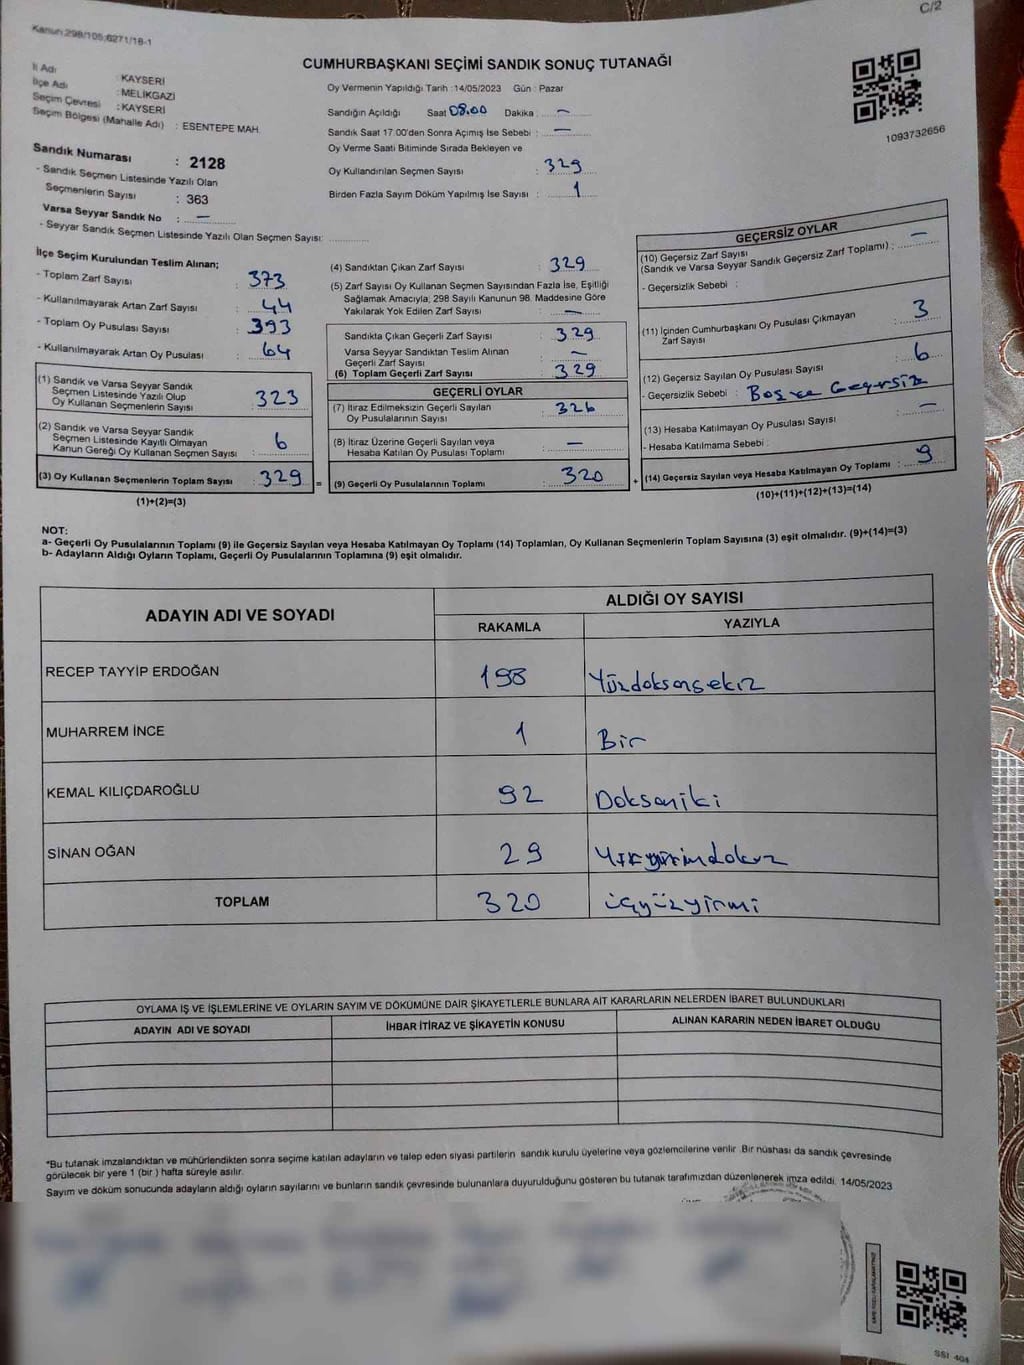 C/2
Kanun:298/105;6271/18-1
CUMHURBAŞKANI SEÇİMİ SANDIK SONUÇ TUTANAĞI
İl Adı : KAYSERİ
İlçe Adı : MELİKGAZİ
Seçim Çevresi : KAYSERİ
Seçim Bölgesi (Mahalle Adı) : ESENTEPE MAH.
Oy Vermenin Yapıldığı Tarih :14/05/2023 Gün : Pazar
Sandığın Açıldığı Saat 08.00 Dakika : —
Sandık Saat 17.00'den Sonra Açımış İse Sebebi : —
Oy Verme Saati Bitiminde Sırada Bekleyen ve
Oy Kullandırılan Seçmen Sayısı : 329
Birden Fazla Sayım Döküm Yapılmış İse Sayısı : 1
1093732656
Sandık Numarası : 2128
- Sandık Seçmen Listesinde Yazılı Olan
Seçmenlerin Sayısı : 363
Varsa Seyyar Sandık No : —
- Seyyar Sandık Seçmen Listesinde Yazılı Olan Seçmen Sayısı:
İlçe Seçim Kurulundan Teslim Alınan;
- Toplam Zarf Sayısı : 373
- Kullanılmayarak Artan Zarf Sayısı : 44
- Toplam Oy Pusulası Sayısı : 393
- Kullanılmayarak Artan Oy Pusulası : 64
(1) Sandık ve Varsa Seyyar Sandık
Seçmen Listesinde Yazılı Olup
Oy Kullanan Seçmenlerin Sayısı : 323
(2) Sandık ve Varsa Seyyar Sandık
Seçmen Listesinde Kayıtlı Olmayan
Kanun Gereği Oy Kullanan Seçmen Sayısı : 6
(3) Oy Kullanan Seçmenlerin Toplam Sayısı : 329 =
(1)+(2)=(3)
(4) Sandıktan Çıkan Zarf Sayısı : 329
(5) Zarf Sayısı Oy Kullanan Seçmen Sayısından Fazla İse, Eşitliği
Sağlamak Amacıyla; 298 Sayılı Kanunun 98. Maddesine Göre
Yakılarak Yok Edilen Zarf Sayısı : —
Sandıkta Çıkan Geçerli Zarf Sayısı : 329
Varsa Seyyar Sandıktan Teslim Alınan
Geçerli Zarf Sayısı : —
(6) Toplam Geçerli Zarf Sayısı : 329
GEÇERLİ OYLAR
(7) İtiraz Edilmeksizin Geçerli Sayılan
Oy Pusulalarının Sayısı : 326
(8) İtiraz Üzerine Geçerli Sayılan veya
Hesaba Katılan Oy Pusulası Toplamı : —
(9) Geçerli Oy Pusulalarının Toplamı : 320 +
GEÇERSİZ OYLAR
(10) Geçersiz Zarf Sayısı
(Sandık ve Varsa Seyyar Sandık Geçersiz Zarf Toplamı) : —
- Geçersizlik Sebebi :
(11) İçinden Cumhurbaşkanı Oy Pusulası Çıkmayan
Zarf Sayısı : 3
(12) Geçersiz Sayılan Oy Pusulası Sayısı : 6
- Geçersizlik Sebebi : Boş ve Geçersiz
(13) Hesaba Katılmayan Oy Pusulası Sayısı : —
- Hesaba Katılmama Sebebi :
(14) Geçersiz Sayılan veya Hesaba Katılmayan Oy Toplamı : 9
(10)+(11)+(12)+(13)=(14)
NOT:
a- Geçerli Oy Pusulalarının Toplamı (9) ile Geçersiz Sayılan veya Hesaba Katılmayan Oy Toplamı (14) Toplamları, Oy Kullanan Seçmenlerin Toplam Sayısına (3) eşit olmalıdır. (9)+(14)=(3)
b- Adayların Aldığı Oyların Toplamı, Geçerli Oy Pusulalarının Toplamına (9) eşit olmalıdır.
ADAYIN ADI VE SOYADI ALDIĞI OY SAYISI
RAKAMLA YAZIYLA
RECEP TAYYİP ERDOĞAN 198 Yüzdoksansekiz
MUHARREM İNCE 1 Bir
KEMAL KILIÇDAROĞLU 92 Doksaniki
SİNAN OĞAN 29
TOPLAM 320 üçyüzyirmi
OYLAMA İŞ VE İŞLEMLERİNE VE OYLARIN SAYIM VE DÖKÜMÜNE DAİR ŞİKAYETLERLE BUNLARA AİT KARARLARIN NELERDEN İBARET BULUNDUKLARI
ADAYIN ADI VE SOYADI İHBAR İTİRAZ VE ŞİKAYETİN KONUSU ALINAN KARARIN NEDEN İBARET OLDUĞU
*Bu tutanak imzalandıktan ve mühürlendikten sonra seçime katılan adayların ve talep eden siyasi partilerin sandık kurulu üyelerine veya gözlemcilerine verilir .Bir nüshası da sandık çevresinde
görülecek bir yere 1 (bir ) hafta süreyle asılır.
Sayım ve döküm sonucunda adayların aldığı oyların sayılarını ve bunların sandık çevresinde bulunanlara duyurulduğunu gösteren bu tutanak tarafımızdan düzenlenerek imza edildi. 14/05/2023